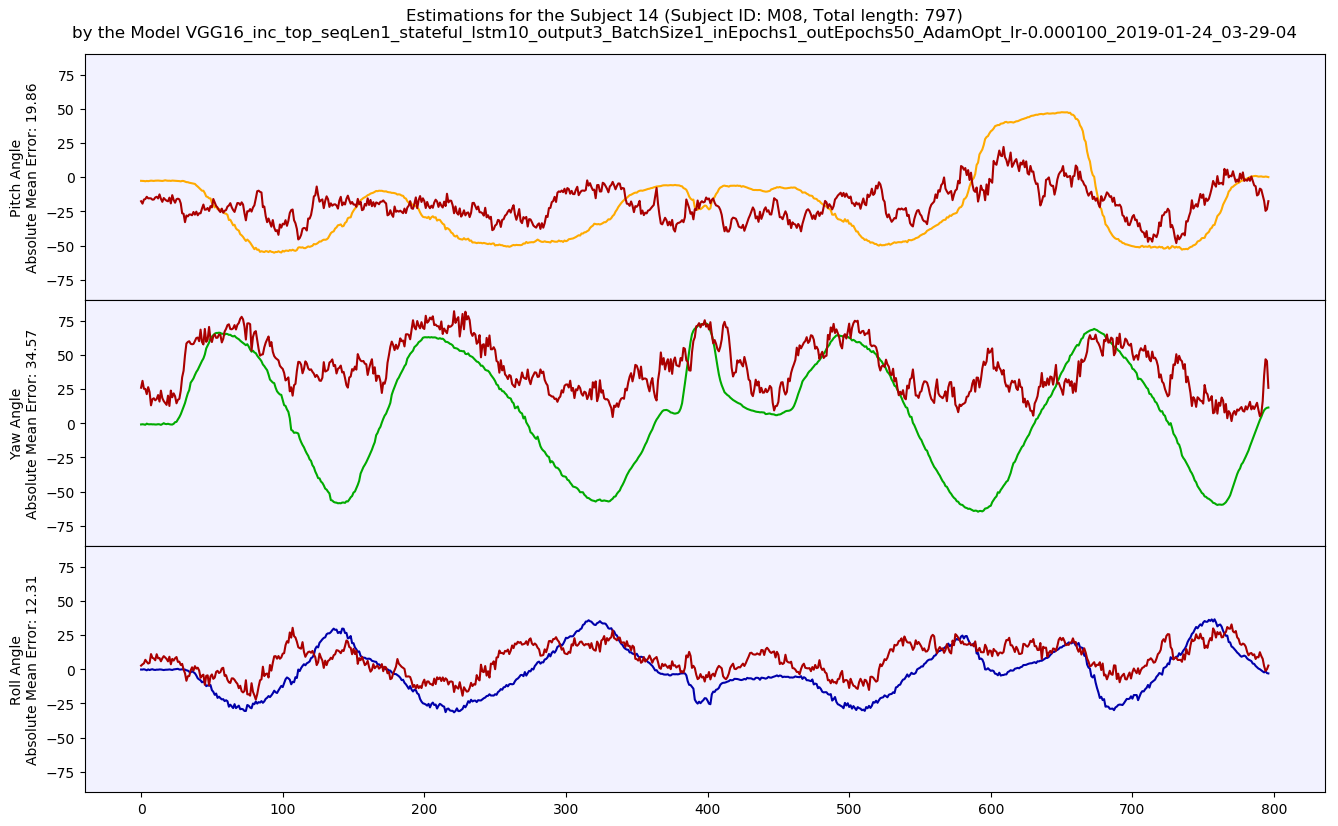 Estimations for the Subject 14 (Subject ID: M08, Total length: 797)
by the Model VGG16_inc_top_seqLen1_stateful_lstm10_output3_BatchSize1_inEpochs1_outEpochs50_AdamOpt_lr-0.000100_2019-01-24_03-29-04
Pitch Angle
Absolute Mean Error: 19.86
75
50
25
0
−25
−50
−75
Yaw Angle
Absolute Mean Error: 34.57
75
50
25
0
−25
−50
−75
Roll Angle
Absolute Mean Error: 12.31
75
50
25
0
−25
−50
−75
0 100 200 300 400 500 600 700 800